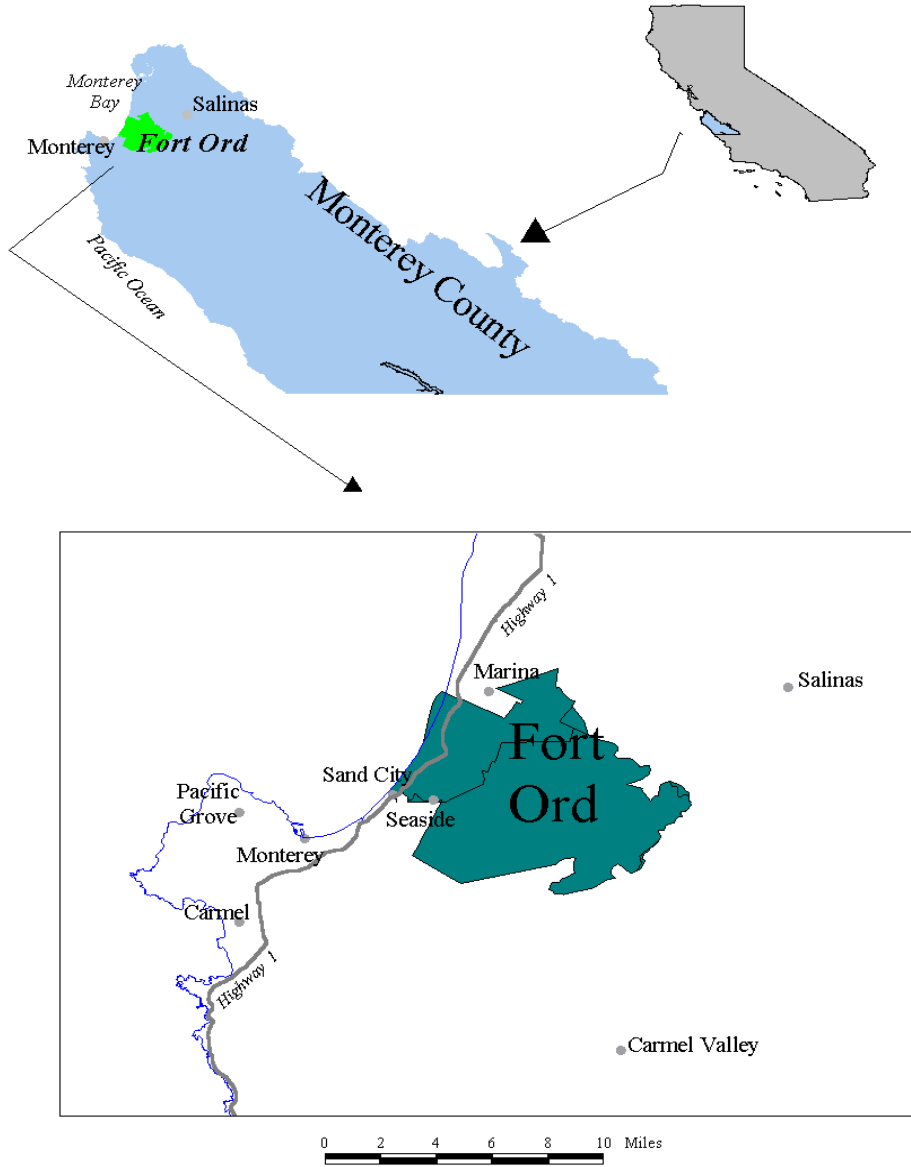 Monterey
Bay
Salinas
Fort Ord
Monterey
Monterey County
Pacific Ocean
Highway 1
Marina
Salinas
Fort
Ord
Sand City
Pacific
Grove
Seaside
Monterey
Carmel
Highway 1
Carmel Valley
0 2 4 6 8 10 Miles